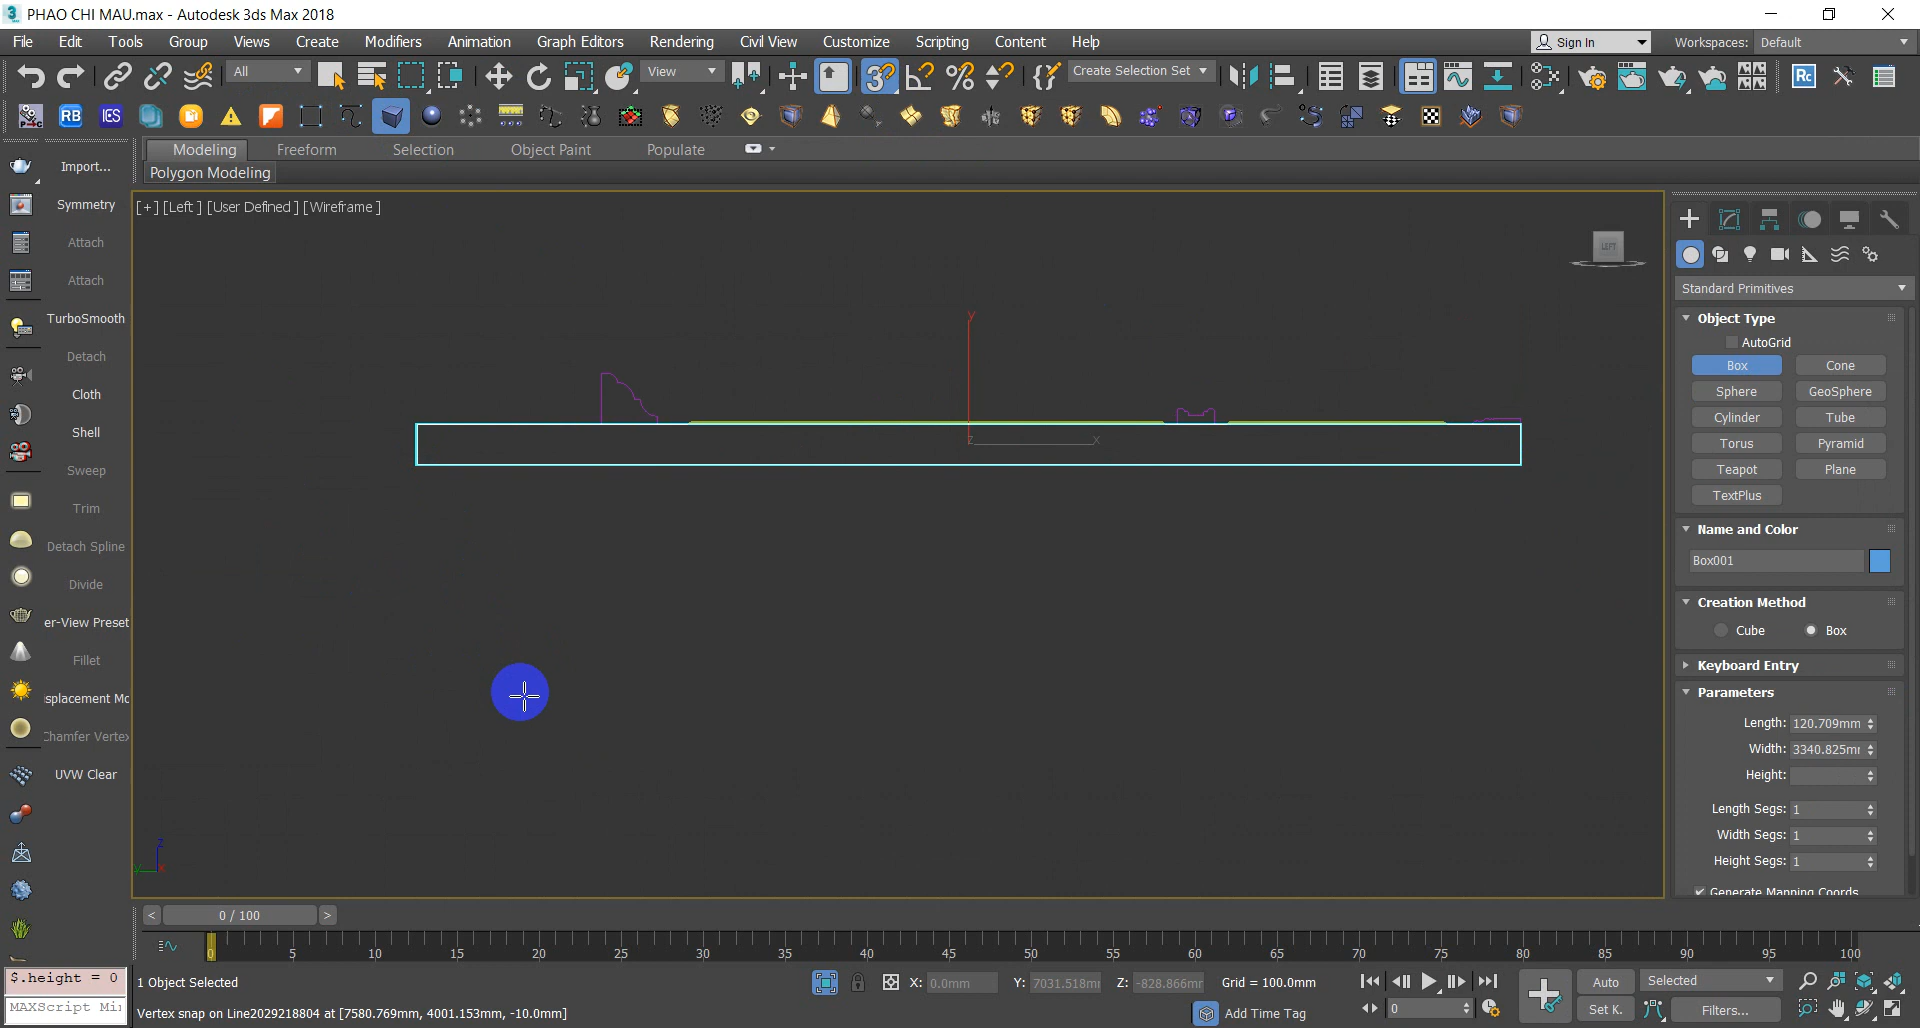 PHAO CHI MAU.max - Autodesk 3ds Max 2018
File Edit Tools Group Views Create Modifiers Animation Graph Editors Rendering Civil View Customize Scripting Content Help
Sign In Workspaces: Default
All View Create Selection Set
Modeling Freeform Selection Object Paint Populate
Polygon Modeling
[+] [Left ] [User Defined ] [Wireframe ]
Import...
Symmetry
Attach
Attach
TurboSmooth
Detach
Cloth
Shell
Sweep
Trim
Detach Spline
Divide
er-View Preset
Fillet
splacement Mo
Chamfer Vertex
UVW Clear
LEFT
y
z x
z
y x
Standard Primitives
Object Type
AutoGrid
Box Cone
Sphere GeoSphere
Cylinder Tube
Torus Pyramid
Teapot Plane
TextPlus
Name and Color
Box001
Creation Method
Cube Box
Keyboard Entry
Parameters
Length: 120.709mm
Width: 3340.825mr
Height:
Length Segs: 1
Width Segs: 1
Height Segs: 1
Generate Mapping Coords
< 0 / 100 >
0 5 10 15 20 25 30 35 40 45 50 55 60 65 70 75 80 85 90 95 100
$.height = 0
MAXScript Mi
1 Object Selected
Vertex snap on Line2029218804 at [7580.769mm, 4001.153mm, -10.0mm]
X: 0.0mm Y: 7031.518mr Z: -828.866mr Grid = 100.0mm
Add Time Tag
0
Auto Selected
Set K. Filters...